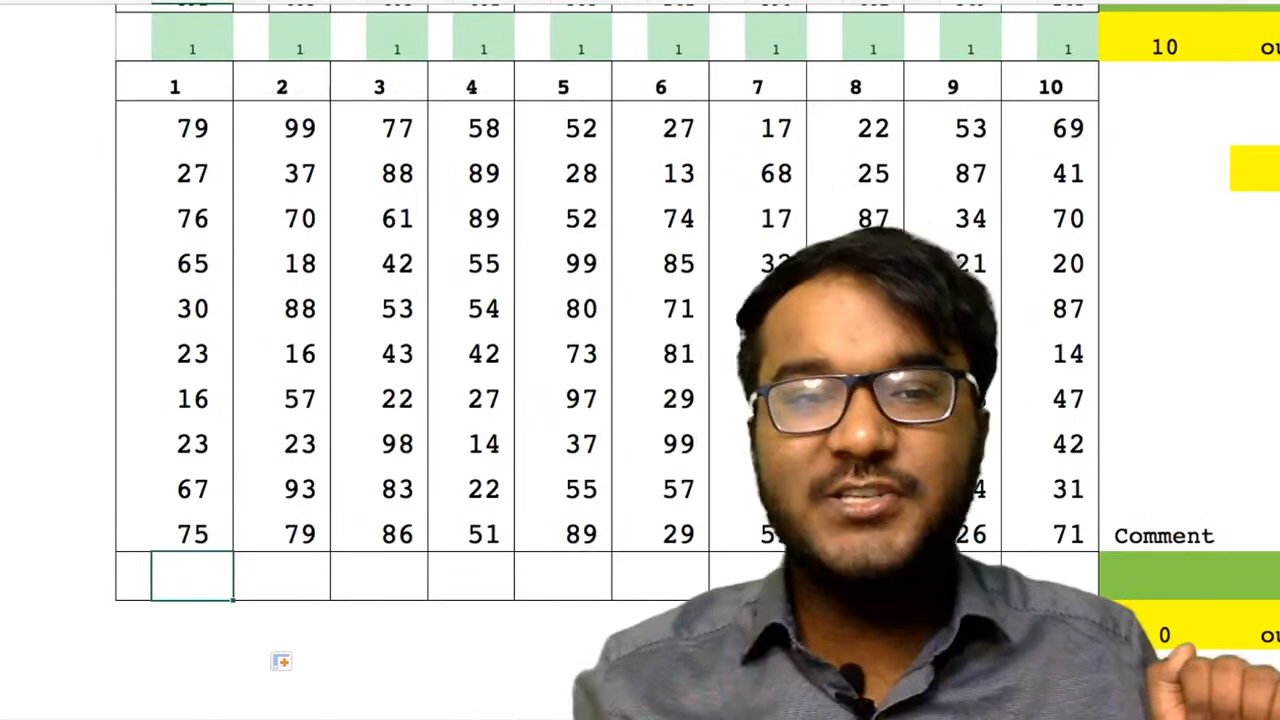 1 1 1 1 1 1 1 1 1 1 10
1 2 3 4 5 6 7 8 9 10
79 99 77 58 52 27 17 22 53 69
27 37 88 89 28 13 68 25 87 41
76 70 61 89 52 74 17 87 34 70
65 18 42 55 99 85 21 20
30 88 53 54 80 71 87
23 16 43 42 73 81 14
16 57 22 27 97 29 47
23 23 98 14 37 99 42
67 93 83 22 55 57 31
75 79 86 51 89 29 26 71 Comment
0